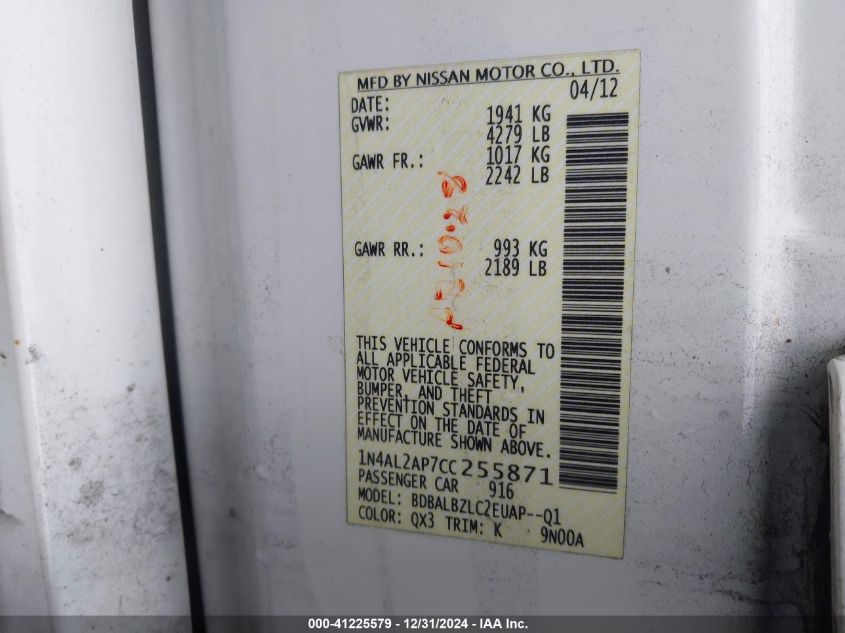 MFD BY NISSAN MOTOR CO., LTD.
DATE: 04/12
GVWR: 1941 KG
4279 LB
GAWR FR.: 1017 KG
2242 LB
GAWR RR.: 993 KG
2189 LB
THIS VEHICLE CONFORMS TO
ALL APPLICABLE FEDERAL
MOTOR VEHICLE SAFETY,
BUMPER, AND THEFT
PREVENTION STANDARDS IN
EFFECT ON THE DATE OF
MANUFACTURE SHOWN ABOVE.
1N4AL2AP7CC255871
PASSENGER CAR 916
MODEL: BDBALBZLC2EUAP--Q1
COLOR: QX3 TRIM: K 9N00A
000-41225579 - 12/31/2024 - IAA Inc.